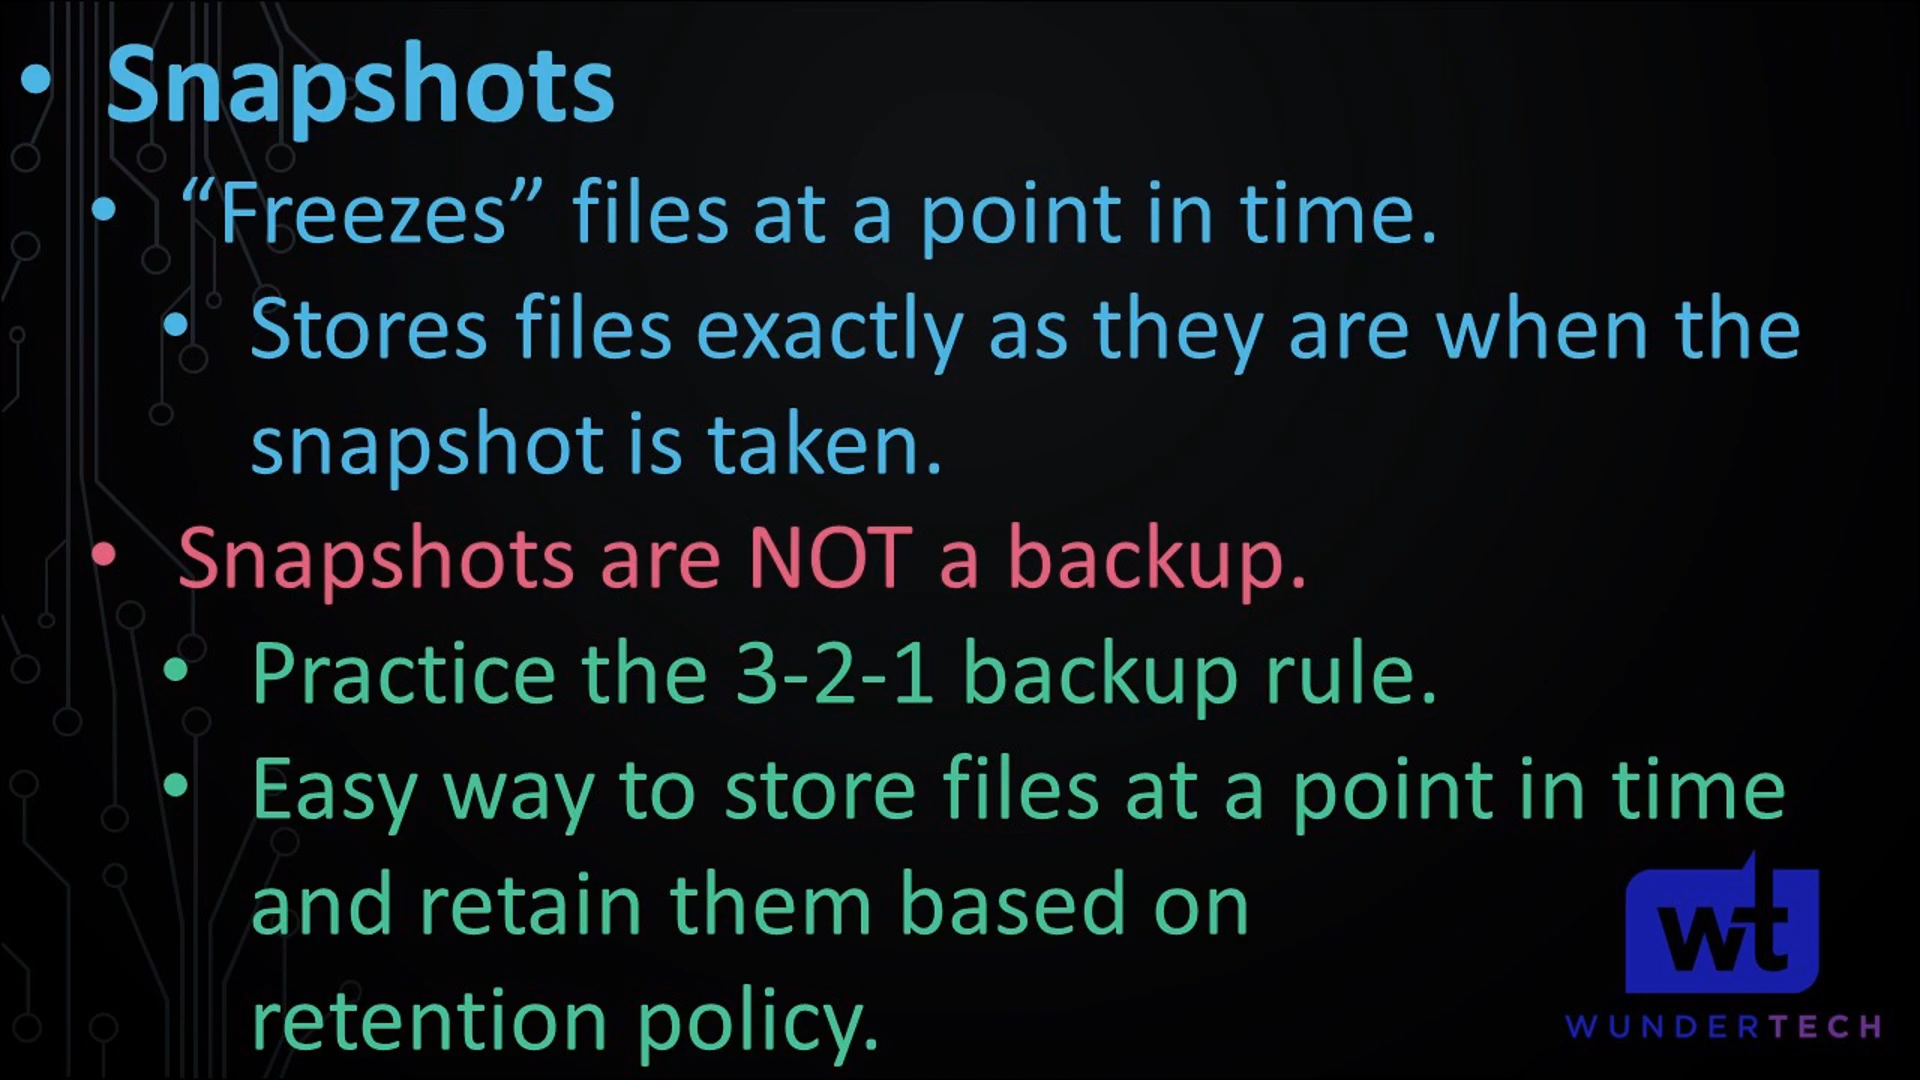 • Snapshots
• “Freezes” files at a point in time.
• Stores files exactly as they are when the
snapshot is taken.
• Snapshots are NOT a backup.
• Practice the 3-2-1 backup rule.
• Easy way to store files at a point in time
and retain them based on
retention policy.
wt
WUNDERTECH